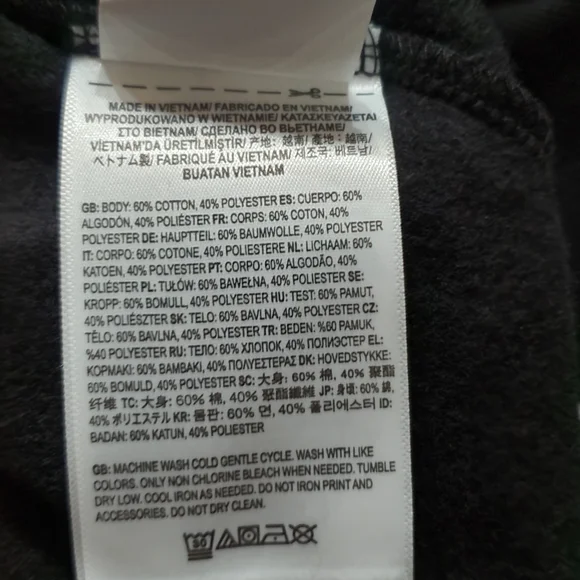 MADE IN VIETNAM/ FABRICADO EN VIETNAM/
WYPRODUKOWANO W WIETNAMIE/ ΚΑΤΑΣΚΕΥΑΖΕΤΑΙ
ΣΤΟ ΒΙΕΤΝΑΜ/ СДЕЛАНО ВО ВЬЕТНАМЕ/
VİETNAM'DA ÜRETİLMİŞTİR/ 产地: 越南/ 產地: 越南/
ベトナム製/ FABRIQUÉ AU VIETNAM/ 제조국: 베트남/
BUATAN VIETNAM
GB: BODY: 60% COTTON, 40% POLYESTER ES: CUERPO: 60%
ALGODÓN, 40% POLIÉSTER FR: CORPS: 60% COTON, 40%
POLYESTER DE: HAUPTTEIL: 60% BAUMWOLLE, 40% POLYESTER
IT: CORPO: 60% COTONE, 40% POLIESTERE NL: LICHAAM: 60%
KATOEN, 40% POLYESTER PT: CORPO: 60% ALGODÃO, 40%
POLIÉSTER PL: TUŁÓW: 60% BAWEŁNA, 40% POLIESTER SE:
KROPP: 60% BOMULL, 40% POLYESTER HU: TEST: 60% PAMUT,
40% POLIÉSZTER SK: TELO: 60% BAVLNA, 40% POLYESTER CZ:
TĚLO: 60% BAVLNA, 40% POLYESTER TR: BEDEN: %60 PAMUK,
%40 POLYESTER RU: ТЕЛО: 60% ХЛОПОК, 40% ПОЛИЭСТЕР EL:
ΚΟΡΜΑΚΙ: 60% ΒΑΜΒΑΚΙ, 40% ΠΟΛΥΕΣΤΕΡΑΣ DK: HOVEDSTYKKE:
60% BOMULD, 40% POLYESTER SC: 大身: 60% 棉, 40% 聚酯
纤维 TC: 大身: 60% 棉, 40% 聚酯纖維 JP: 身頃: 60% 綿,
40% ポリエステル KR: 몸판: 60% 면, 40% 폴리에스터 ID:
BADAN: 60% KATUN, 40% POLIESTER
GB: MACHINE WASH COLD GENTLE CYCLE. WASH WITH LIKE
COLORS. ONLY NON CHLORINE BLEACH WHEN NEEDED. TUMBLE
DRY LOW. COOL IRON AS NEEDED. DO NOT IRON PRINT AND
ACCESSORIES. DO NOT DRY CLEAN.
30